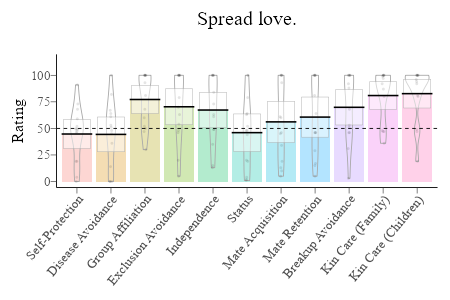 Spread love.
Rating
100
75
50
25
0
Self-Protection
Disease Avoidance
Group Affiliation
Exclusion Avoidance
Independence
Status
Mate Acquisition
Mate Retention
Breakup Avoidance
Kin Care (Family)
Kin Care (Children)